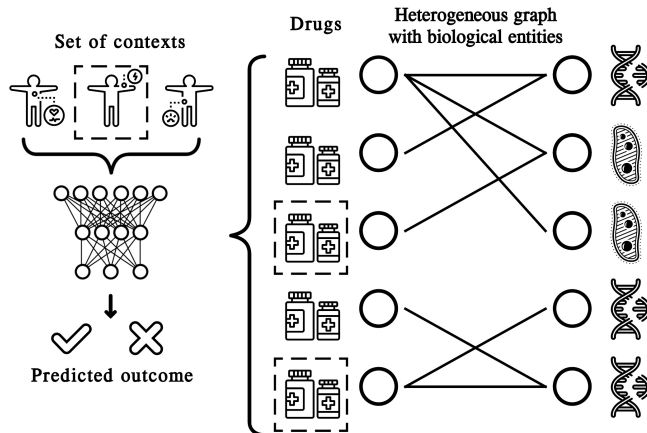 Set of contexts
Drugs
Heterogeneous graph
with biological entities
Predicted outcome